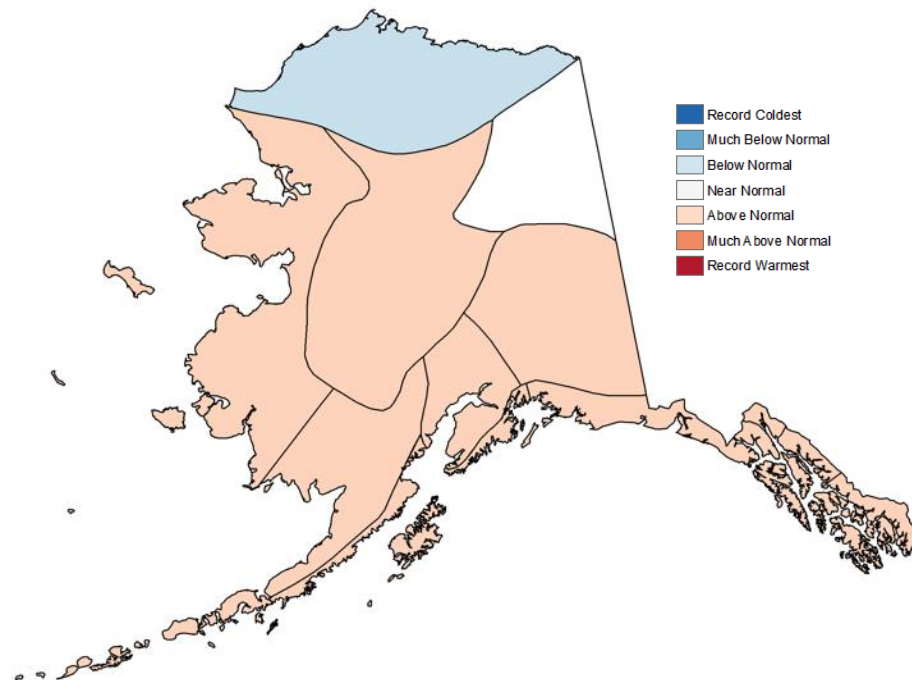 Record Coldest
Much Below Normal
Below Normal
Near Normal
Above Normal
Much Above Normal
Record Warmest